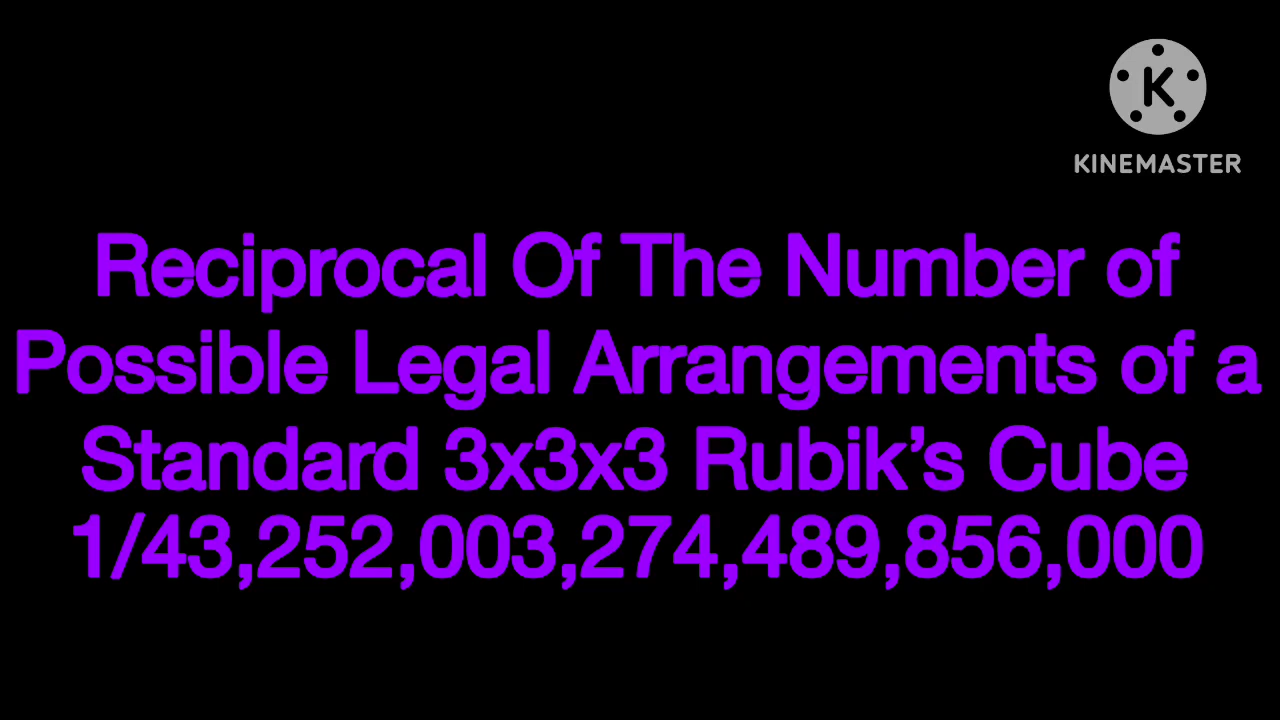 K
KINEMASTER
Reciprocal Of The Number of
Possible Legal Arrangements of a
Standard 3x3x3 Rubik’s Cube
1/43,252,003,274,489,856,000